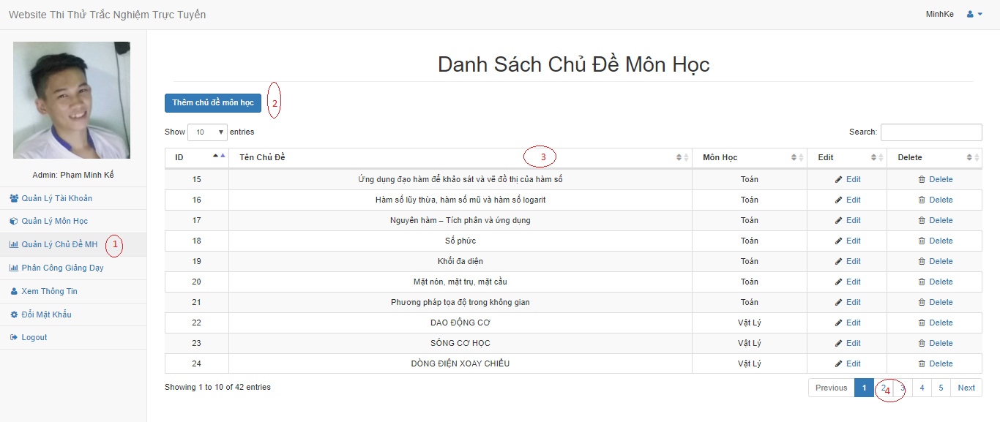 Website Thi Thử Trắc Nghiệm Trực Tuyến
MinhKe
Admin: Phạm Minh Kế
Quản Lý Tài Khoản
Quản Lý Môn Học
Quản Lý Chủ Đề MH 1
Phân Công Giảng Dạy
Xem Thông Tin
Đổi Mật Khẩu
Logout
Danh Sách Chủ Đề Môn Học
Thêm chủ đề môn học 2
Show 10 entries Search:
ID Tên Chủ Đề 3 Môn Học Edit Delete
15 Ứng dụng đạo hàm để khảo sát và vẽ đồ thị của hàm số Toán Edit Delete
16 Hàm số lũy thừa, hàm số mũ và hàm số logarit Toán Edit Delete
17 Nguyên hàm – Tích phân và ứng dụng Toán Edit Delete
18 Số phức Toán Edit Delete
19 Khối đa diện Toán Edit Delete
20 Mặt nón, mặt trụ, mặt cầu Toán Edit Delete
21 Phương pháp tọa độ trong không gian Toán Edit Delete
22 DAO ĐỘNG CƠ Vật Lý Edit Delete
23 SÓNG CƠ HỌC Vật Lý Edit Delete
24 DÒNG ĐIỆN XOAY CHIỀU Vật Lý Edit Delete
Showing 1 to 10 of 42 entries Previous 1 2 4 3 4 5 Next